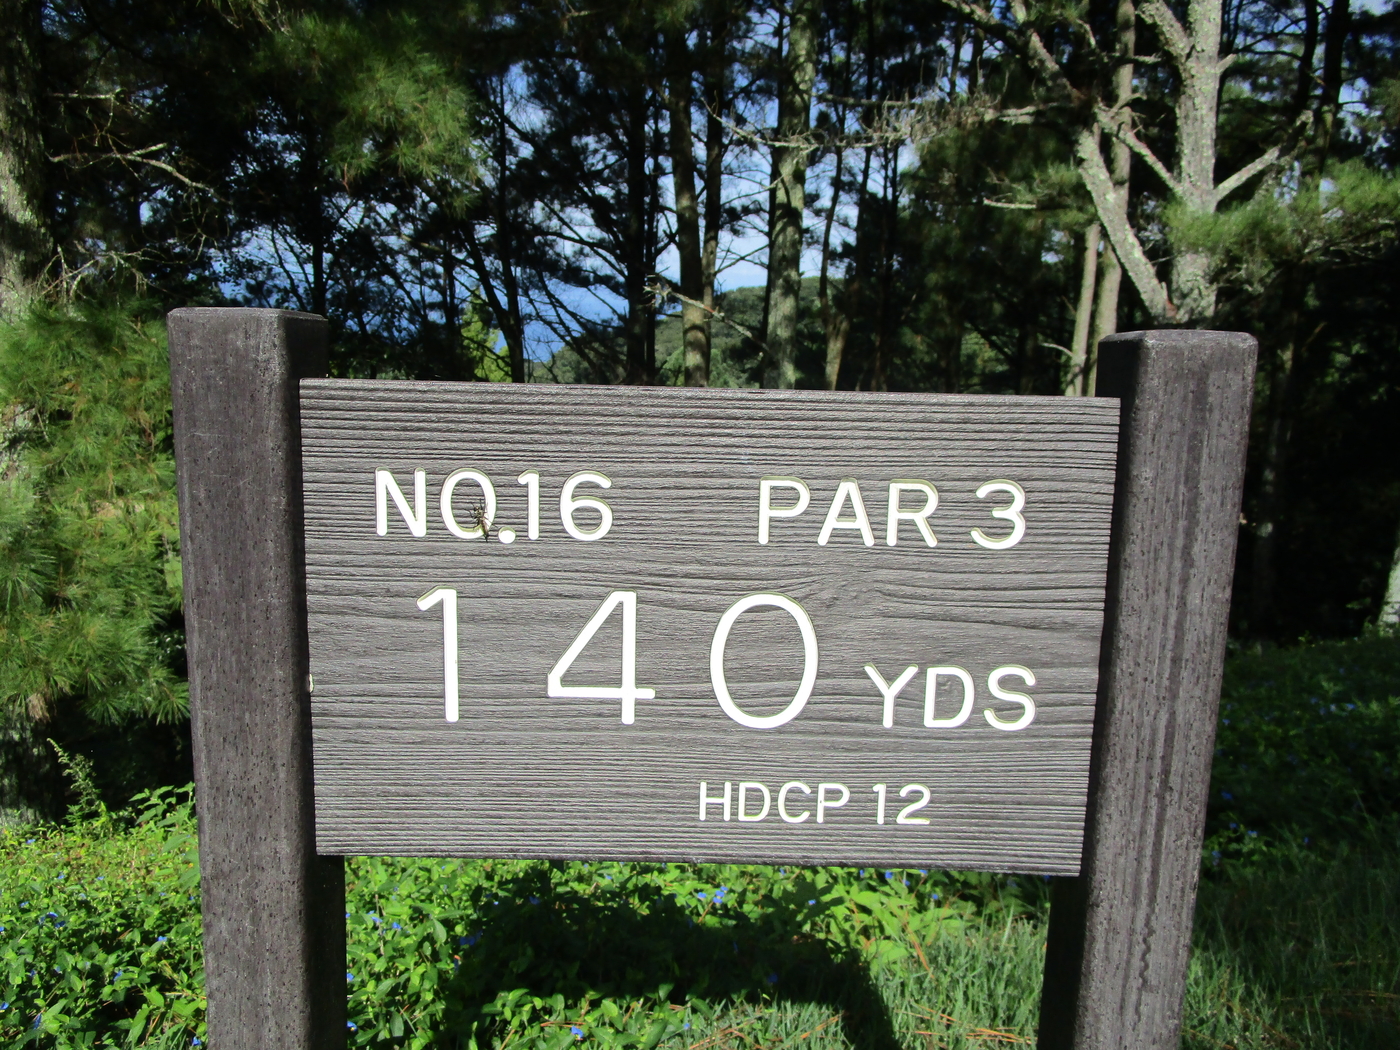 NO.16 PAR 3
140 YDS
HDCP 12